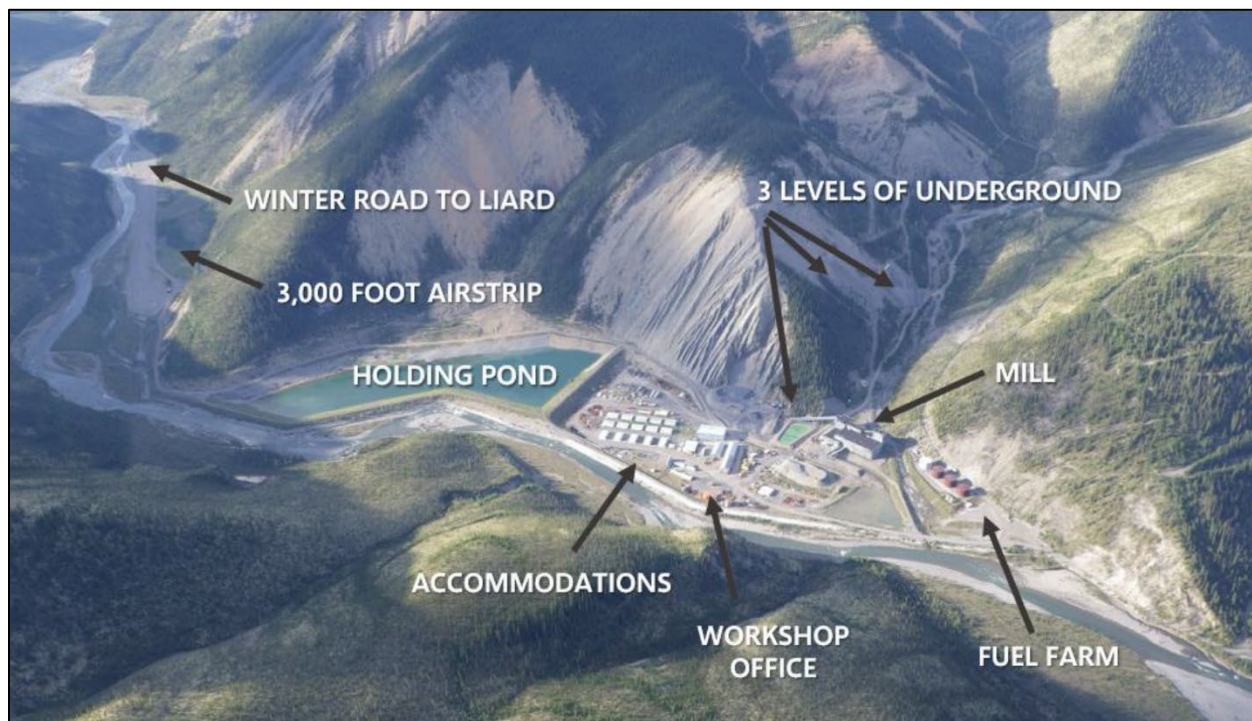 WINTER ROAD TO LIARD
3 LEVELS OF UNDERGROUND
3,000 FOOT AIRSTRIP
HOLDING POND
MILL
ACCOMMODATIONS
WORKSHOP
OFFICE
FUEL FARM